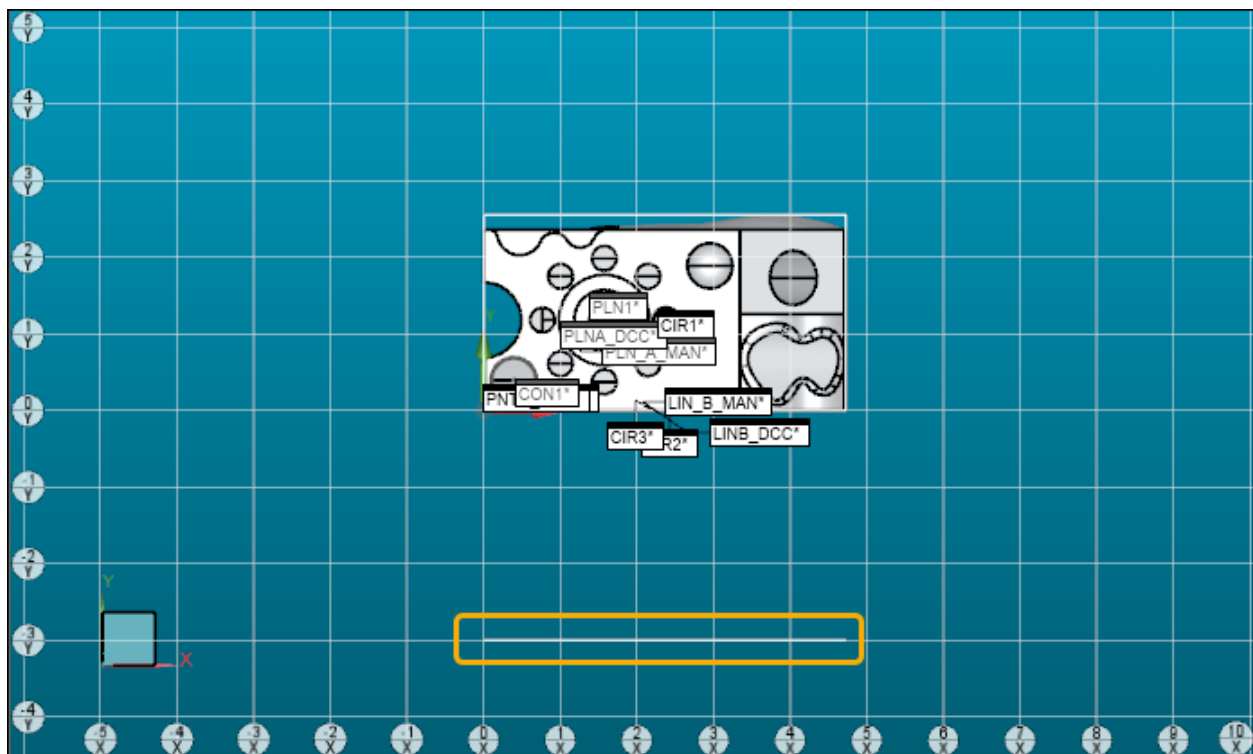 5
Y
4
Y
3
Y
2
Y
1
Y
0
Y
-1
Y
-2
Y
-3
Y
-4
Y
Y
PLN1*
CIR1*
PLNA_DCC*
PLN_A_MAN*
CON1*
LIN_B_MAN*
CIR3*
LINB_DCC*
Y
X
-5
X
-4
X
-3
X
-2
X
-1
X
0
X
1
X
2
X
3
X
4
X
5
X
6
X
7
X
8
X
9
X
10
X